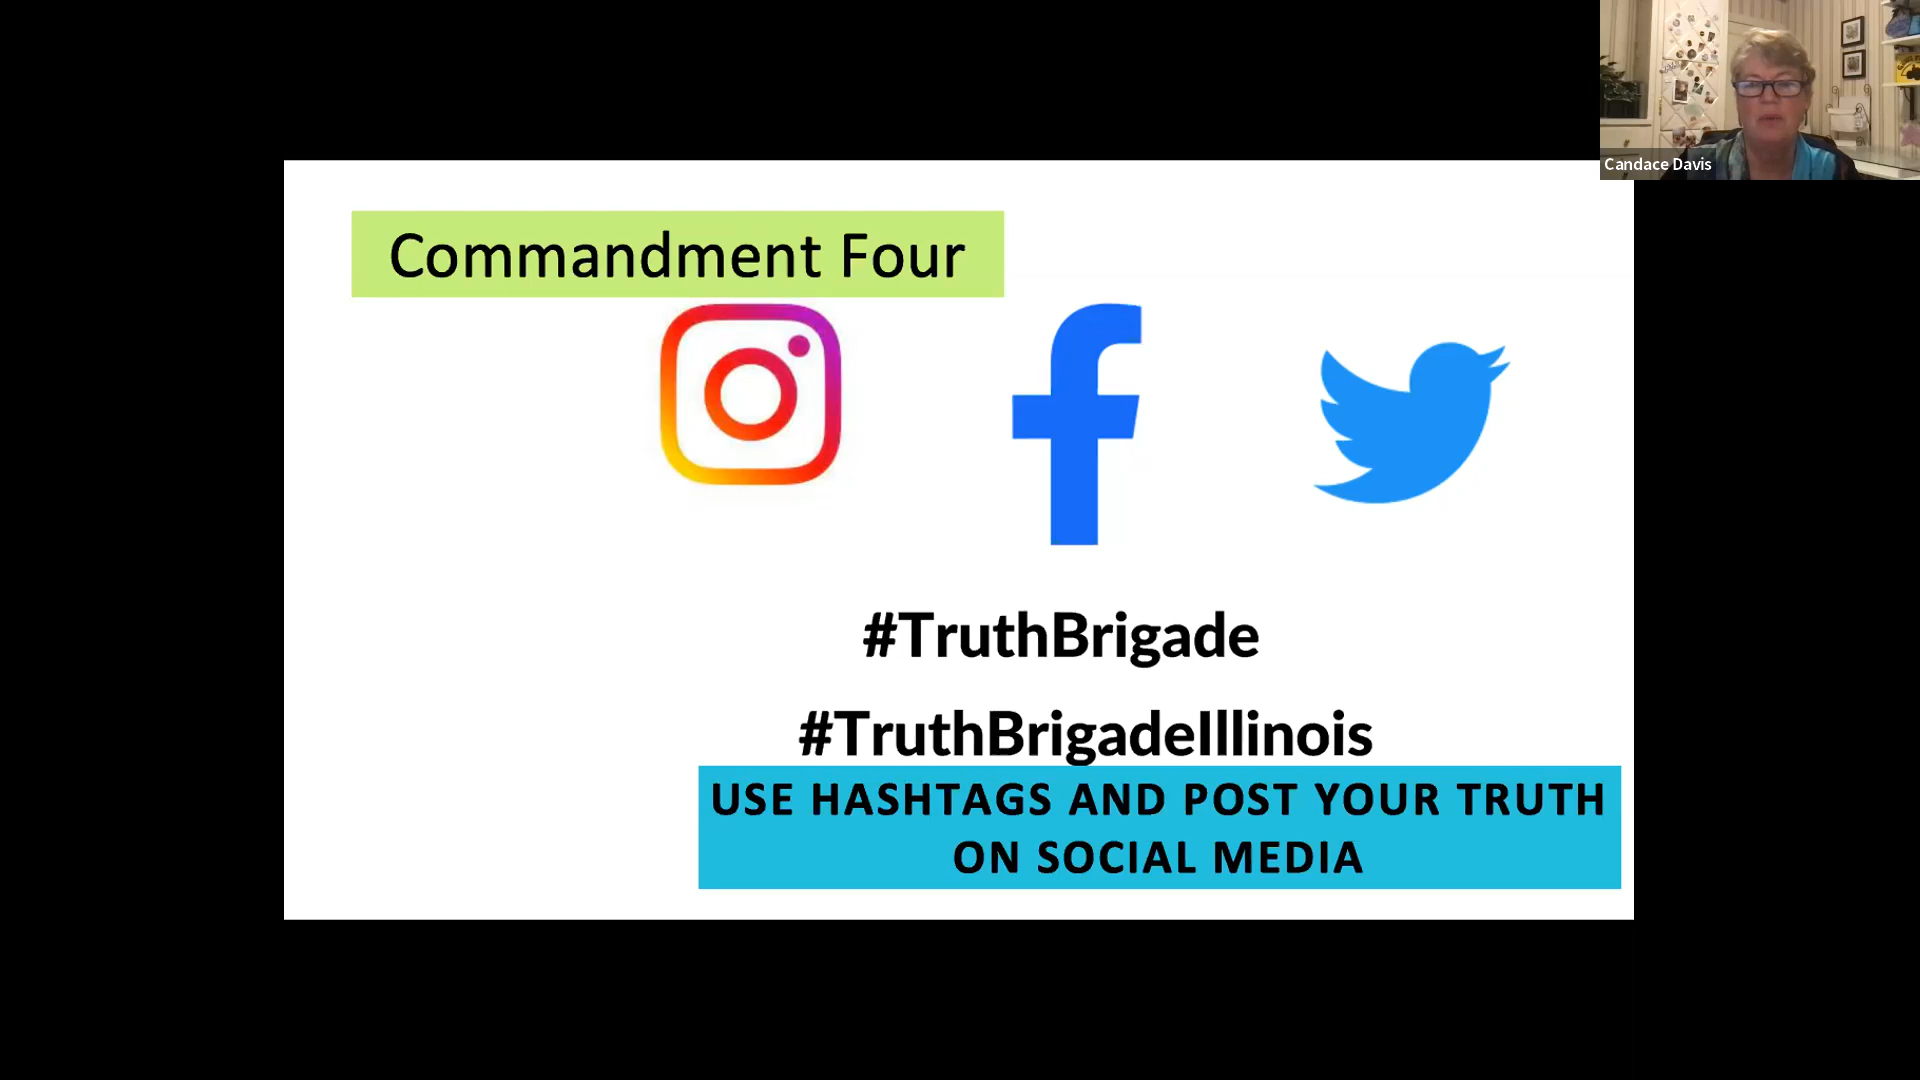 Candace Davis
Commandment Four
#TruthBrigade
#TruthBrigadeIllinois
USE HASHTAGS AND POST YOUR TRUTH
ON SOCIAL MEDIA